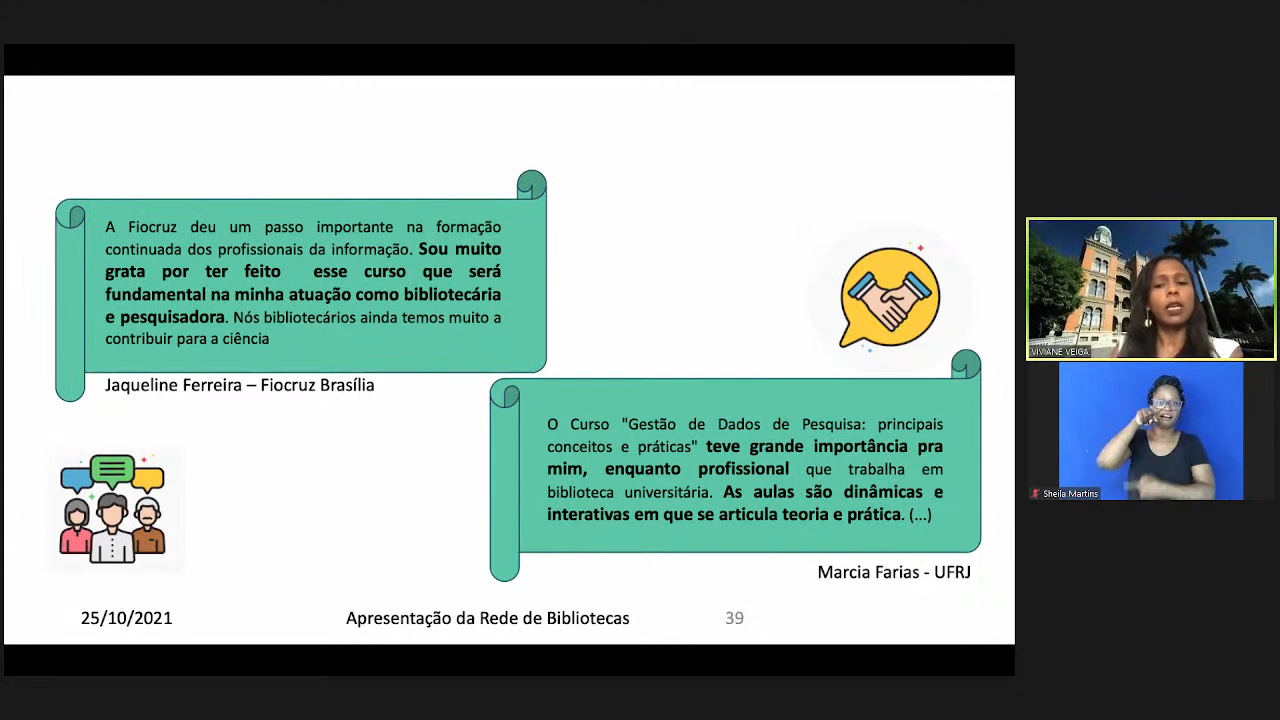 A Fiocruz deu um passo importante na formação
continuada dos profissionais da informação. Sou muito
grata por ter feito esse curso que será
fundamental na minha atuação como bibliotecária
e pesquisadora. Nós bibliotecários ainda temos muito a
contribuir para a ciência
Jaqueline Ferreira – Fiocruz Brasília
O Curso "Gestão de Dados de Pesquisa: principais
conceitos e práticas" teve grande importância pra
mim, enquanto profissional que trabalha em
biblioteca universitária. As aulas são dinâmicas e
interativas em que se articula teoria e prática. (...)
Marcia Farias - UFRJ
25/10/2021 Apresentação da Rede de Bibliotecas 39
VIVIANE VEIGA
Sheila Martins